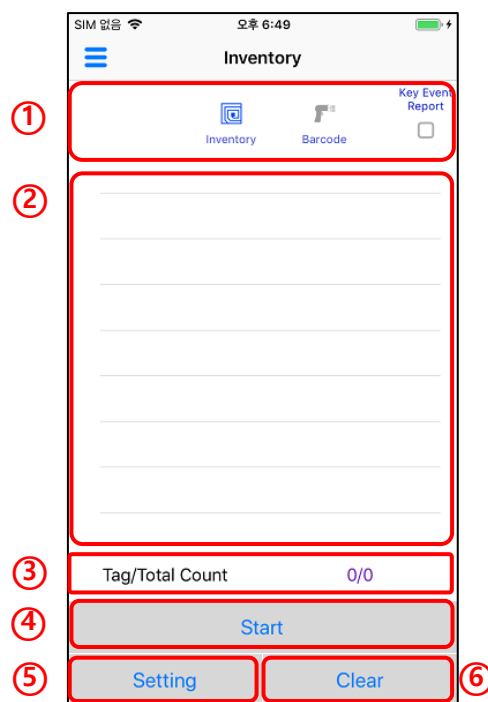 SIM 없음 오후 6:49
Inventory
① Inventory Barcode Key Event
Report
②
③ Tag/Total Count 0/0
④ Start
⑤ Setting Clear ⑥